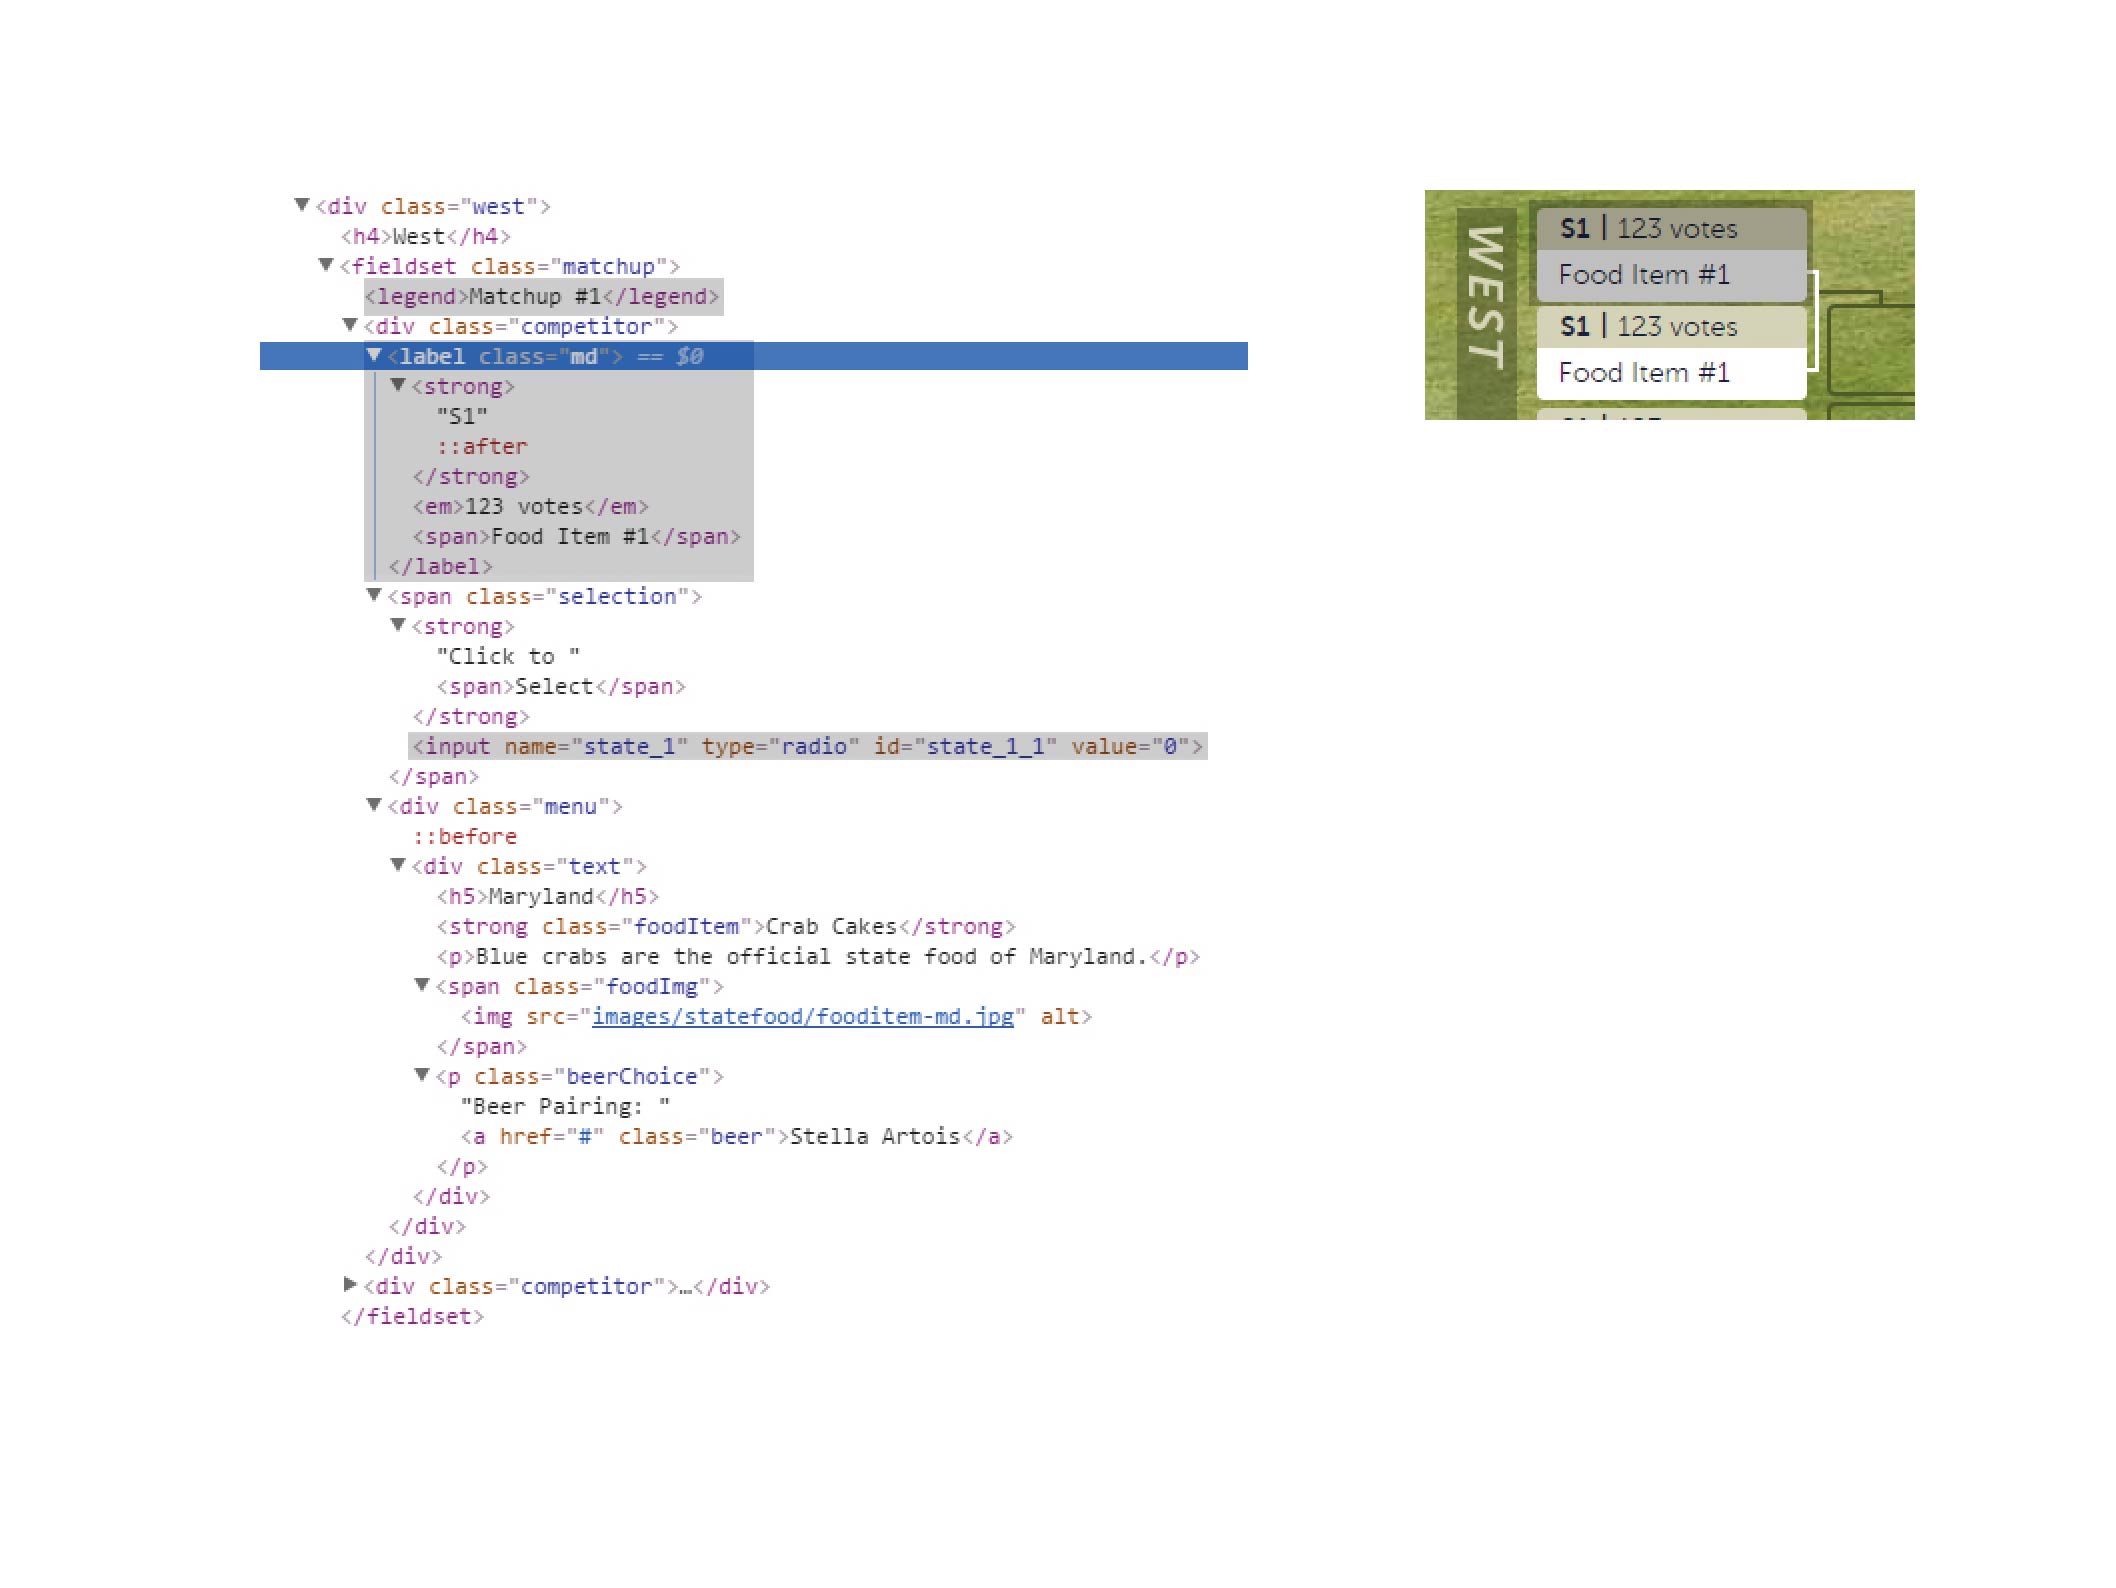 ▼<div class="west">
<h4>West</h4>
▼<fieldset class="matchup">
<legend>Matchup #1</legend>
▼<div class="competitor">
▼<label class="md"> == $0
▼<strong>
"S1"
::after
</strong>
<em>123 votes</em>
<span>Food Item #1</span>
</label>
▼<span class="selection">
▼<strong>
"Click to "
<span>Select</span>
</strong>
<input name="state_1" type="radio" id="state_1_1" value="0">
</span>
▼<div class="menu">
::before
▼<div class="text">
<h5>Maryland</h5>
<strong class="foodItem">Crab Cakes</strong>
<p>Blue crabs are the official state food of Maryland.</p>
▼<span class="foodImg">
<img src="images/statefood/fooditem-md.jpg" alt>
</span>
▼<p class="beerChoice">
"Beer Pairing: "
<a href="#" class="beer">Stella Artois</a>
</p>
</div>
</div>
</div>
▶<div class="competitor">…</div>
</fieldset>
WEST
S1 | 123 votes
Food Item #1
S1 | 123 votes
Food Item #1